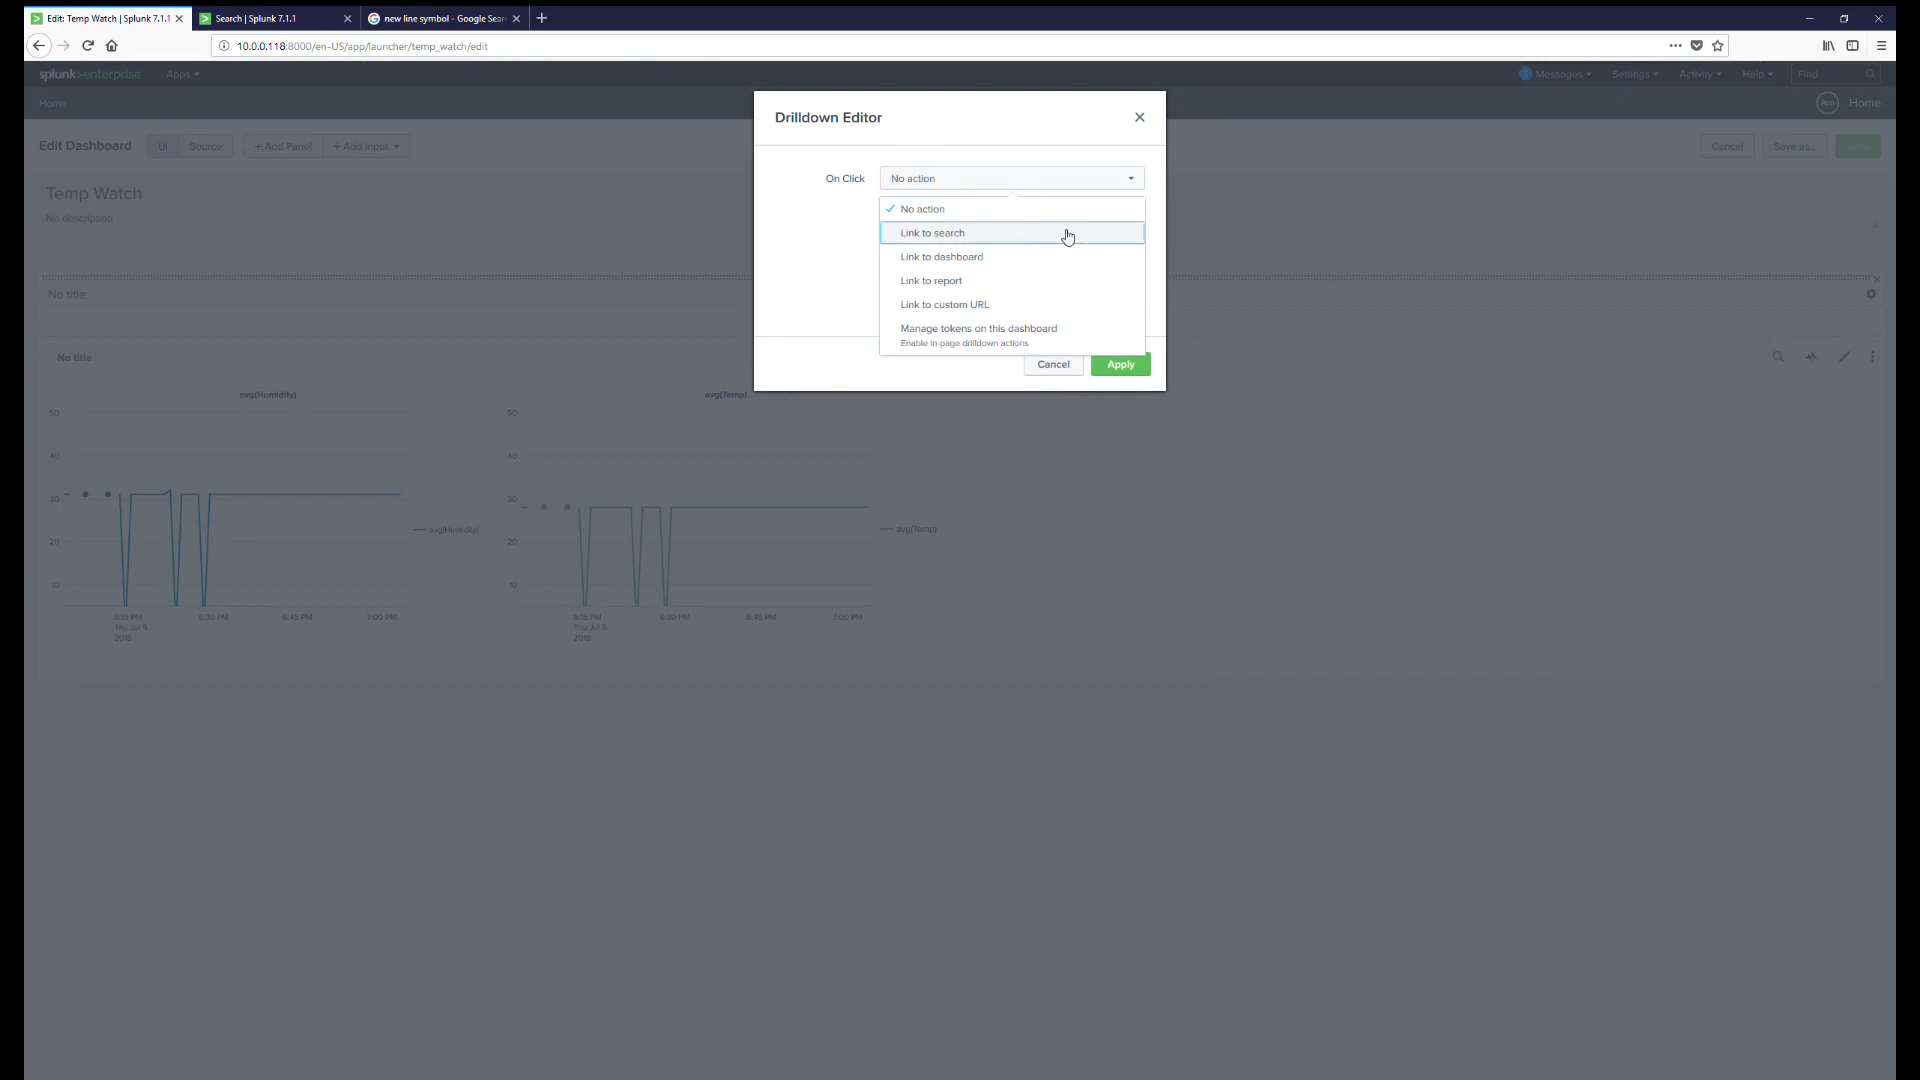 Edit: Temp Watch | Splunk 7.1.1
Search | Splunk 7.1.1
new line symbol - Google Sear
10.0.0.118:8000/en-US/app/launcher/temp_watch/edit
splunk>enterprise
Apps
Messages
Settings
Activity
Help
Find
Home
App
Home
Edit Dashboard
UI
Source
+ Add Panel
+ Add Input
Cancel
Save as...
Temp Watch
No description
Drilldown Editor
On Click
No action
No action
Link to search
Link to dashboard
Link to report
Link to custom URL
Manage tokens on this dashboard
Enable in-page drilldown actions
Cancel
Apply
No title
No title
avg(Humidity)
50
40
30
20
10
6:15 PM
Thu Jul 5
2018
6:30 PM
6:45 PM
7:00 PM
avg(Humidity)
avg(Temp)
50
40
30
20
10
6:15 PM
Thu Jul 5
2018
6:30 PM
6:45 PM
7:00 PM
avg(Temp)